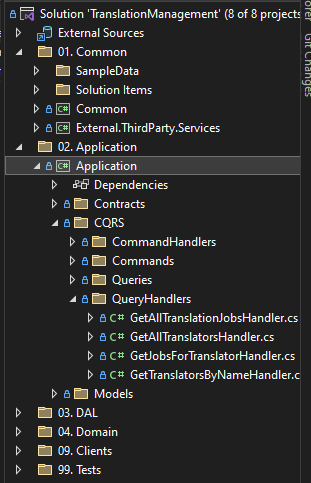 Solution 'TranslationManagement' (8 of 8 projects
External Sources
01. Common
SampleData
Solution Items
C# Common
C# External.ThirdParty.Services
02. Application
C# Application
Dependencies
Contracts
CQRS
CommandHandlers
Commands
Queries
QueryHandlers
C# GetAllTranslationJobsHandler.cs
C# GetAllTranslatorsHandler.cs
C# GetJobsForTranslatorHandler.cs
C# GetTranslatorsByNameHandler.c
Models
03. DAL
04. Domain
09. Clients
99. Tests
Git Changes